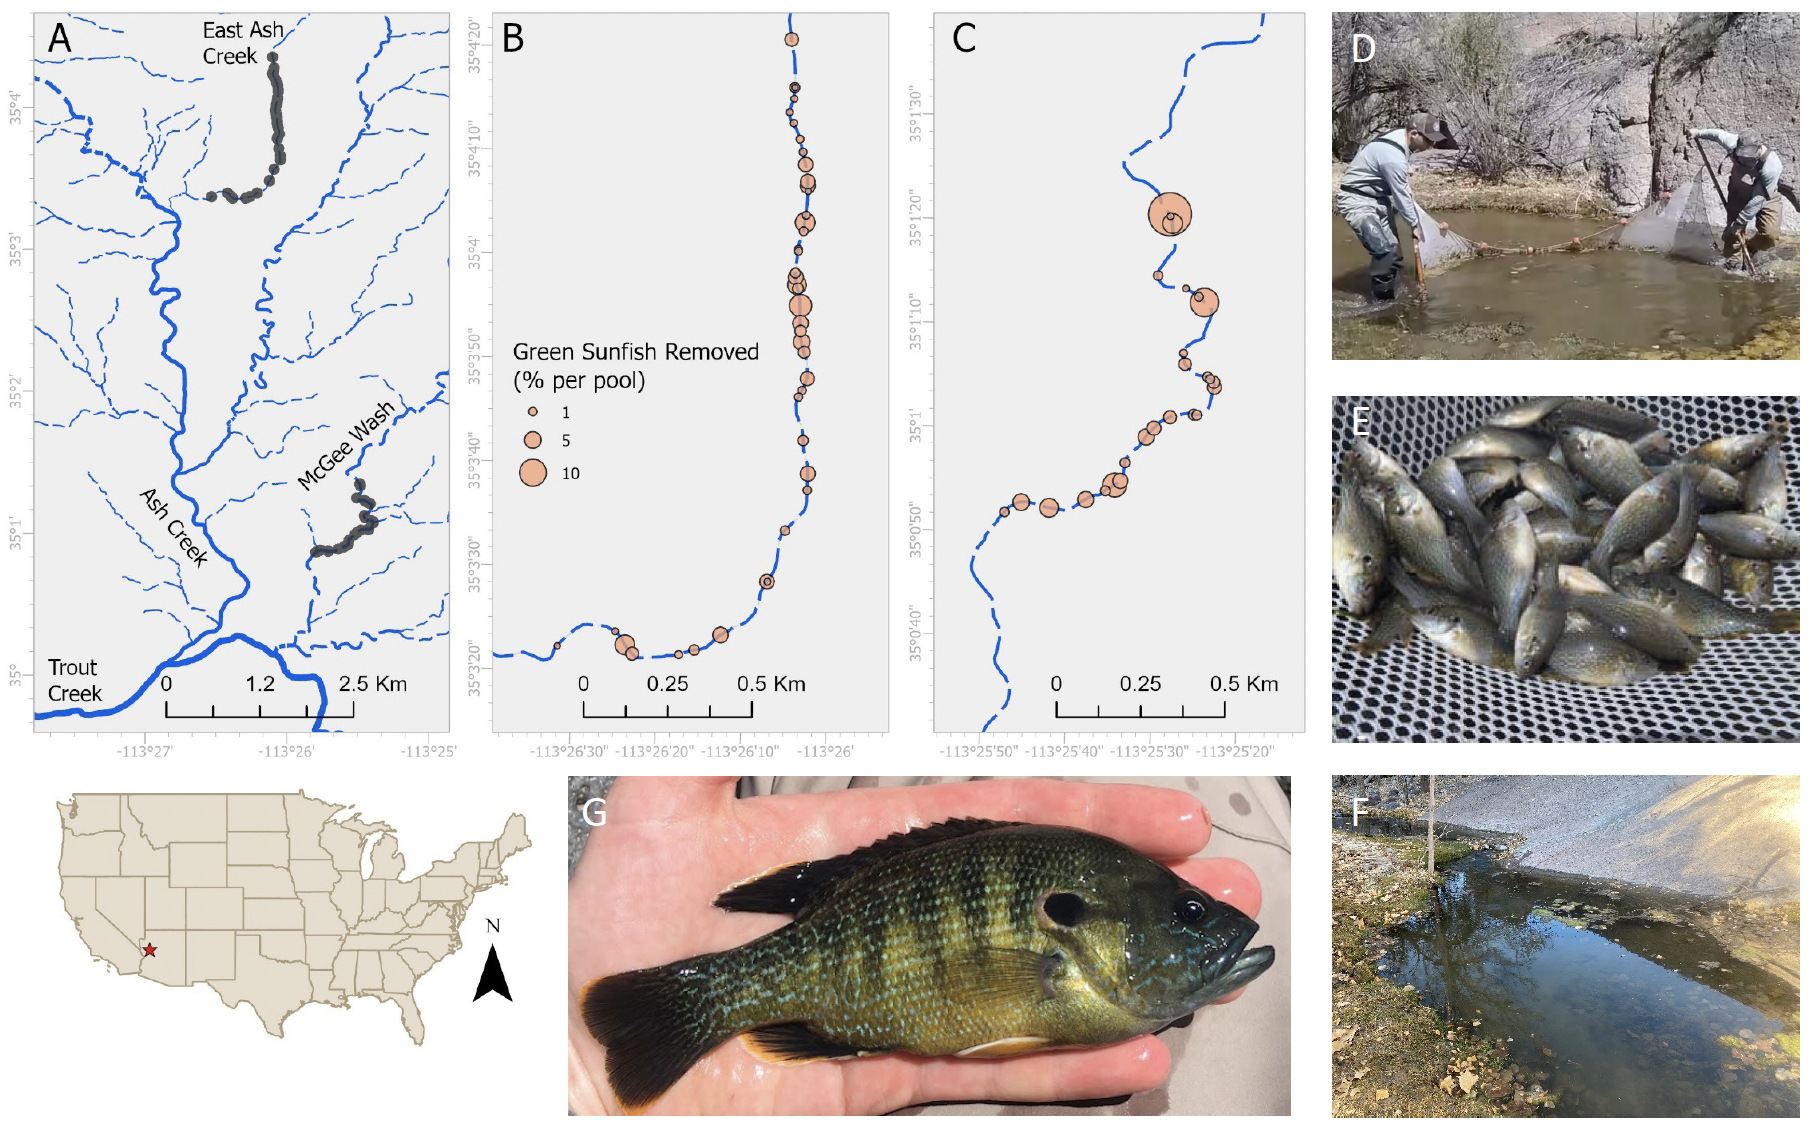 A
East Ash
Creek
McGee Wash
Ash Creek
Trout
Creek
0 1.2 2.5 Km
35°4'
35°3'
35°2'
35°1'
35°
-113°27' -113°26' -113°25'
B
35°4'20"
35°4'10"
35°4'
35°3'50"
35°3'40"
35°3'30"
35°3'20"
Green Sunfish Removed
(% per pool)
1
5
10
0 0.25 0.5 Km
-113°26'30" -113°26'20" -113°26'10" -113°26'
C
35°1'30"
35°1'20"
35°1'10"
35°1'
35°0'50"
35°0'40"
0 0.25 0.5 Km
-113°25'50" -113°25'40" -113°25'30" -113°25'20"
D
E
N
G
F